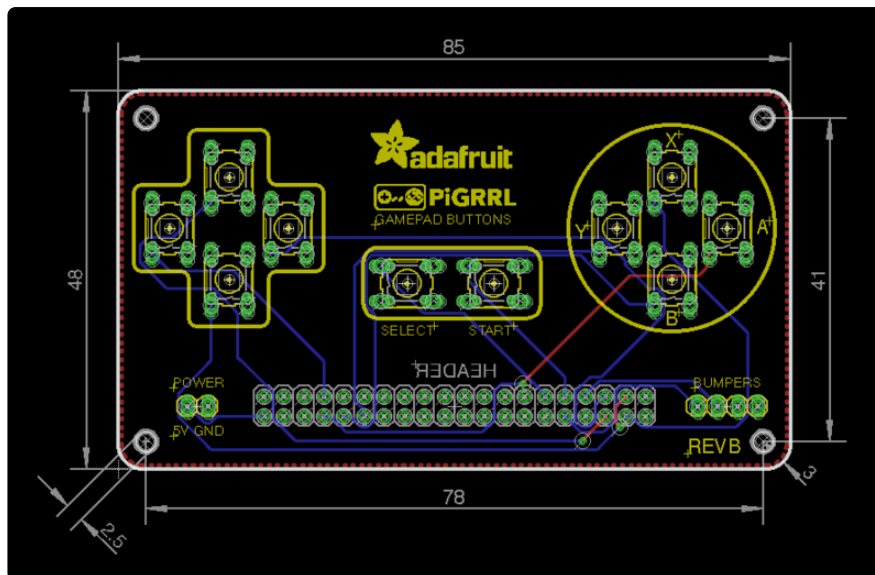 85
48
adafruit
PiGRRL
GAMEPAD BUTTONS
X
Y
A
B
41
SELECT
START
HEADER
POWER
BUMPERS
5V GND
REVB
3
78
2.5